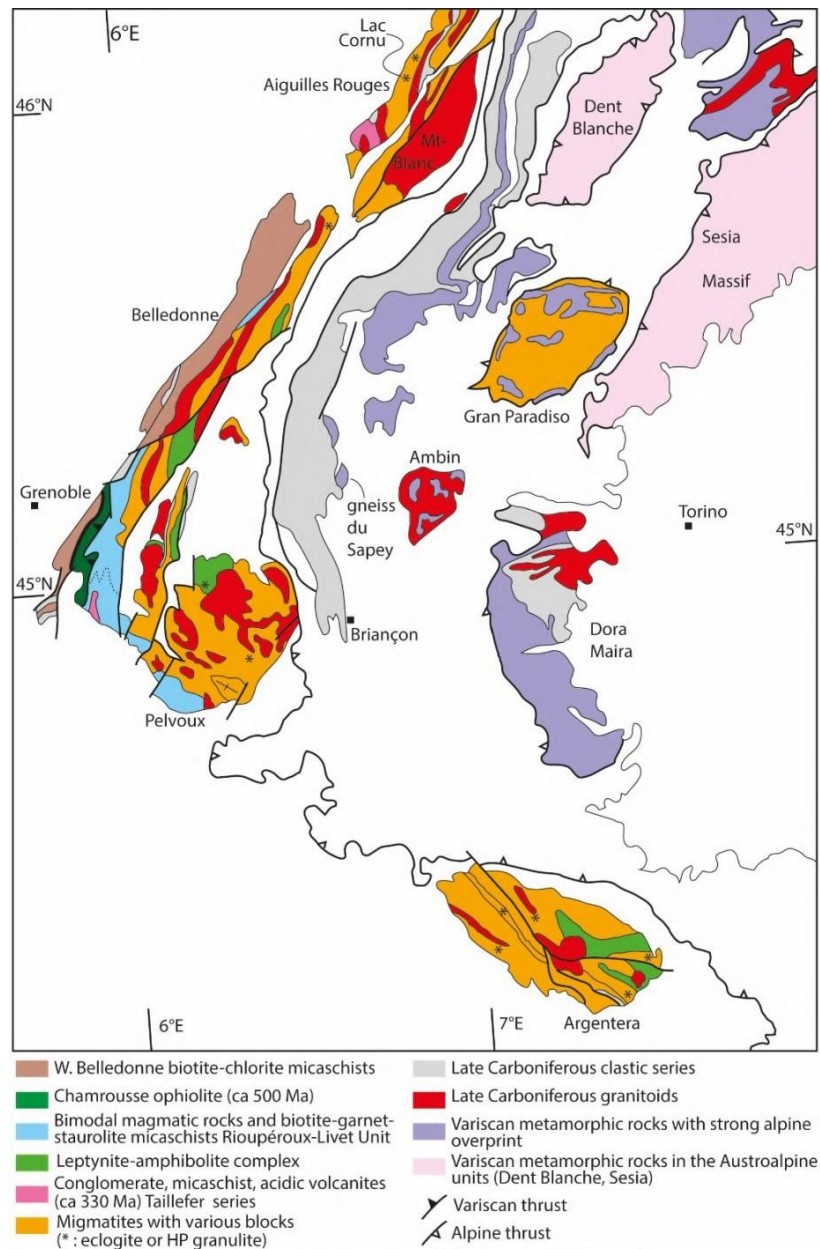 6°E
Lac
Cornu
Aiguilles Rouges
46°N
Mt-
Blanc
Dent
Blanche
Sesia
Massif
Belledonne
Gran Paradiso
Ambin
Grenoble
gneiss
du
Sapey
Torino
45°N
45°N
Briançon
Dora
Maira
Pelvoux
6°E
7°E
Argentera
W. Belledonne biotite-chlorite micaschists
Chamrousse ophiolite (ca 500 Ma)
Bimodal magmatic rocks and biotite-garnet-
staurolite micaschists Rioupéroux-Livet Unit
Leptynite-amphibolite complex
Conglomerate, micaschist, acidic volcanites
(ca 330 Ma) Taillefer series
Migmatites with various blocks
(* : eclogite or HP granulite)
Late Carboniferous clastic series
Late Carboniferous granitoids
Variscan metamorphic rocks with strong alpine
overprint
Variscan metamorphic rocks in the Austroalpine
units (Dent Blanche, Sesia)
Variscan thrust
Alpine thrust